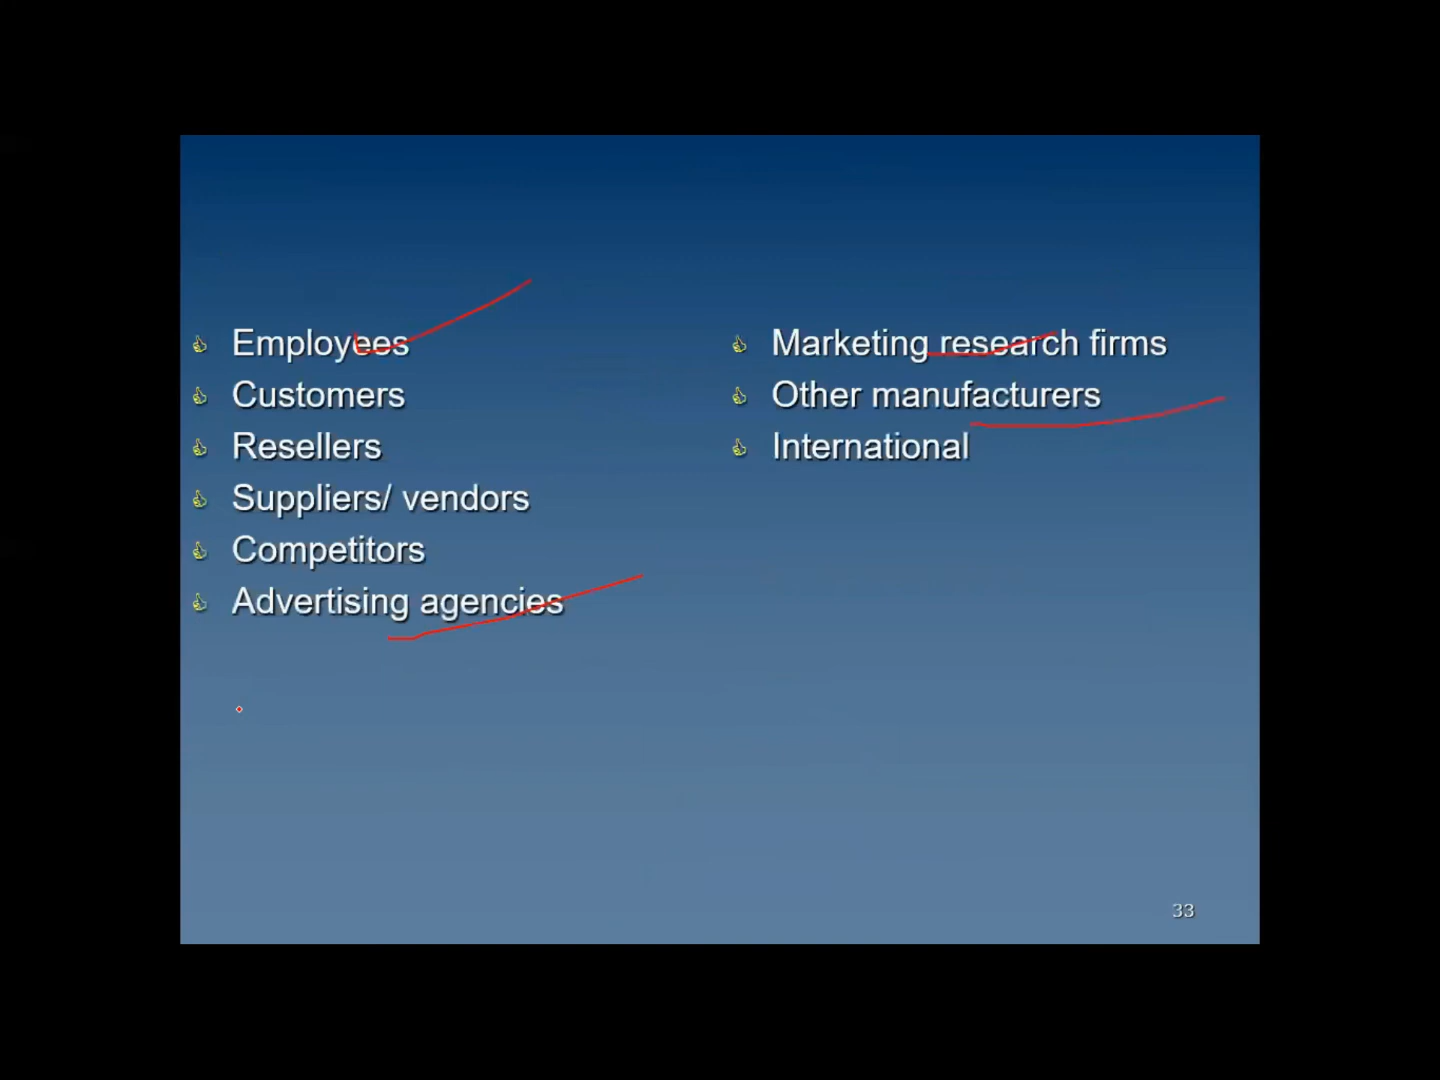 Employees
Customers
Resellers
Suppliers/ vendors
Competitors
Advertising agencies
Marketing research firms
Other manufacturers
International
33